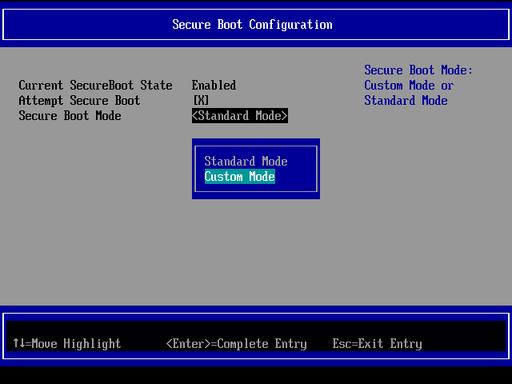 Secure Boot Configuration
Secure Boot Mode:
Current SecureBoot State Enabled Custom Mode or
Attempt Secure Boot [X] Standard Mode
Secure Boot Mode <Standard Mode>
Standard Mode
Custom Mode
↑↓=Move Highlight <Enter>=Complete Entry Esc=Exit Entry